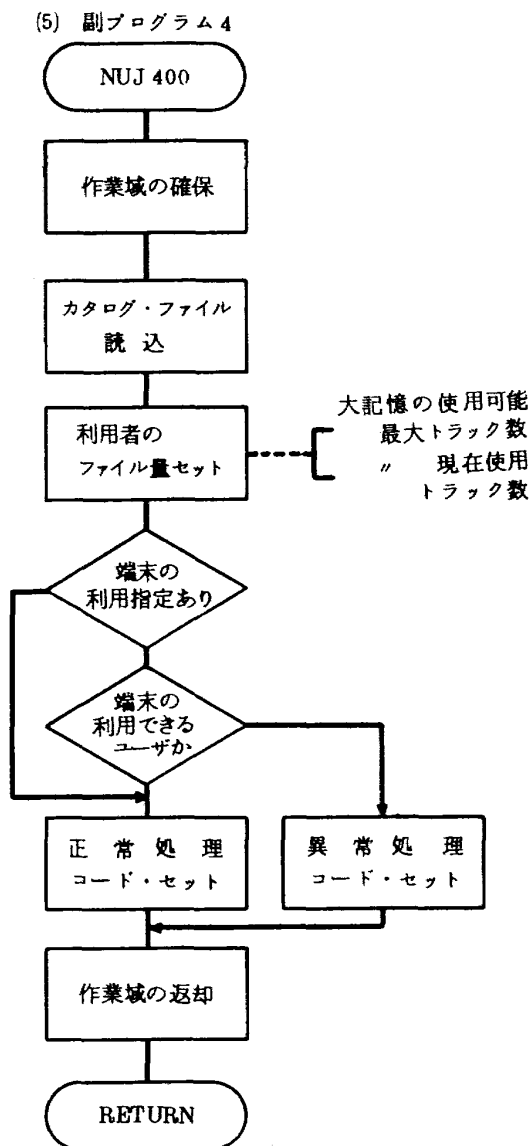 (5) 副プログラム4
NUJ 400
作業域の確保
カタログ・ファイル
読込
利用者の
ファイル量セット
大記憶の使用可能
最大トラック数
〃 現在使用
トラック数
端末の
利用指定あり
端末の
利用できる
ユーザか
正常処理
コード・セット
異常処理
コード・セット
作業域の返却
RETURN